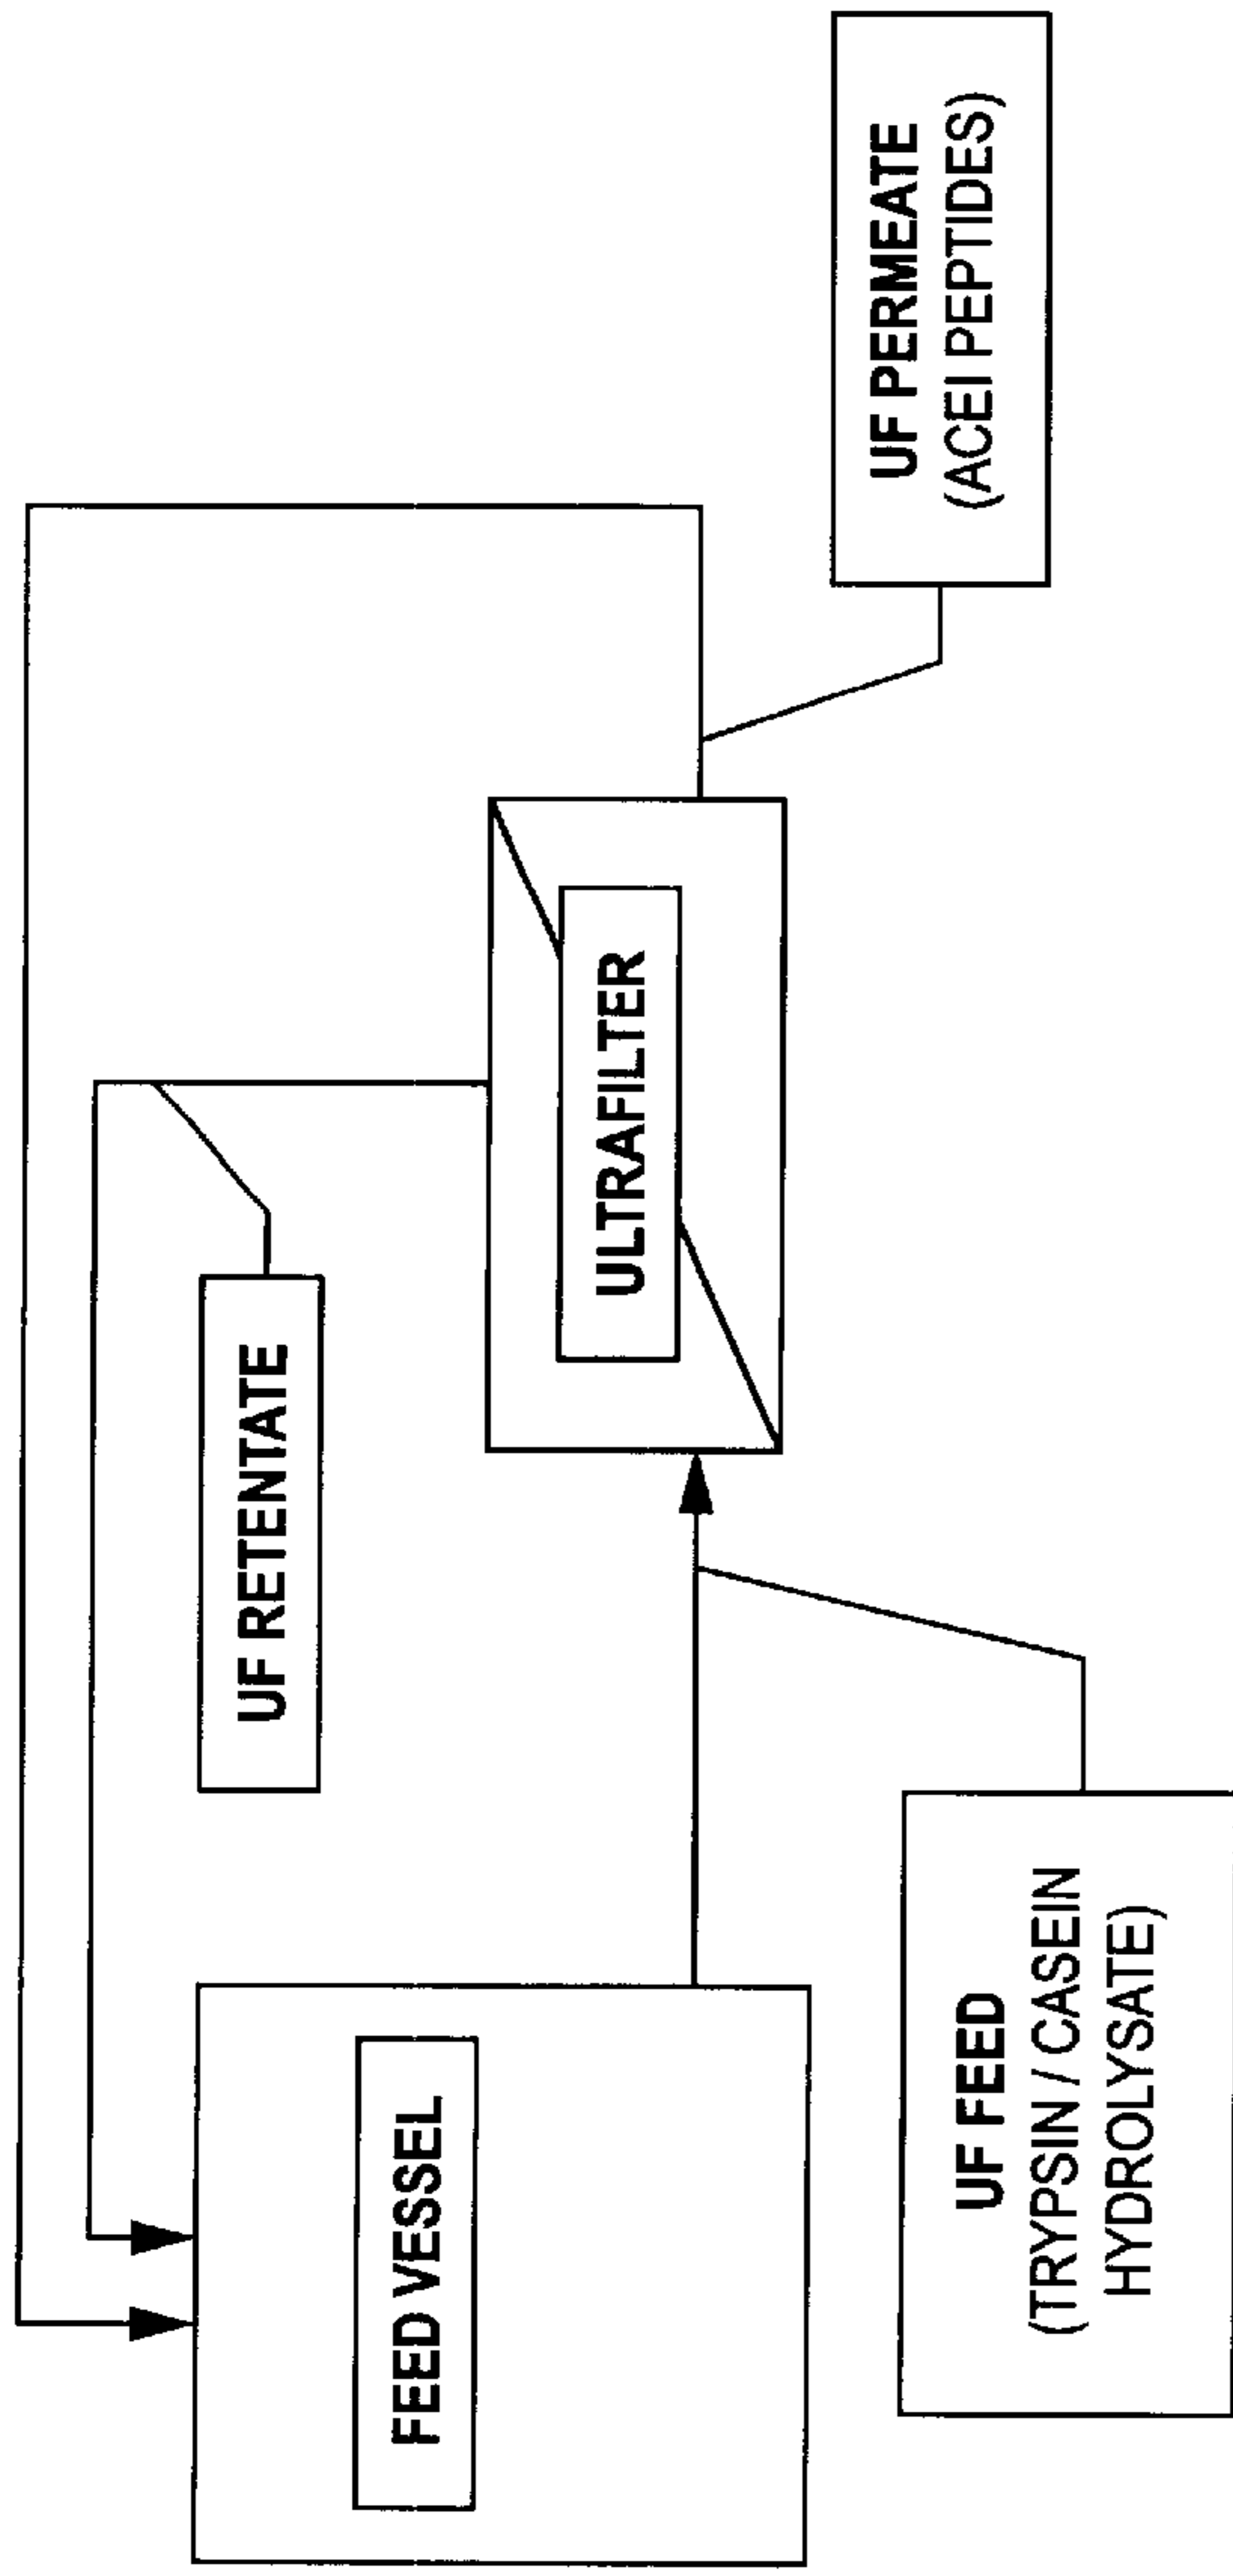 FEED VESSEL
UF RETENTATE
ULTRAFILTER
UF FEED
(TRYPSIN / CASEIN
HYDROLYSATE)
UF PERMEATE
(ACEI PEPTIDES)